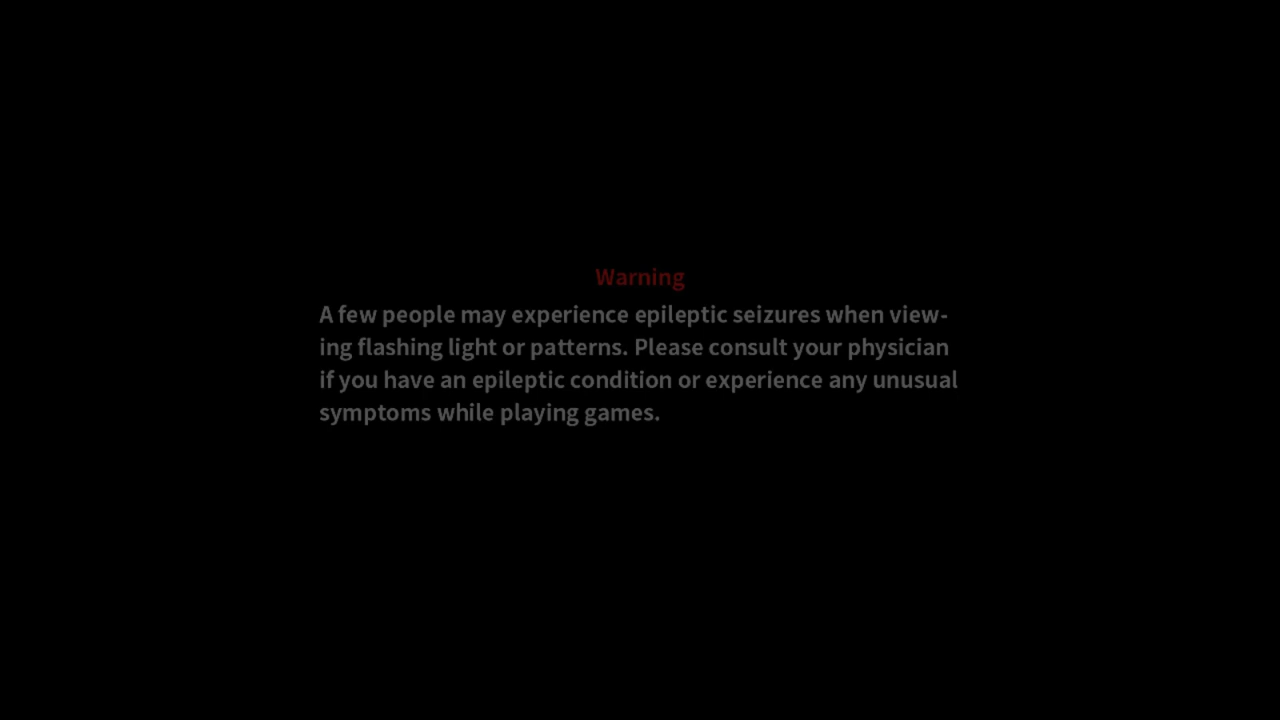 Warning
A few people may experience epileptic seizures when view-
ing flashing light or patterns. Please consult your physician
if you have an epileptic condition or experience any unusual
symptoms while playing games.